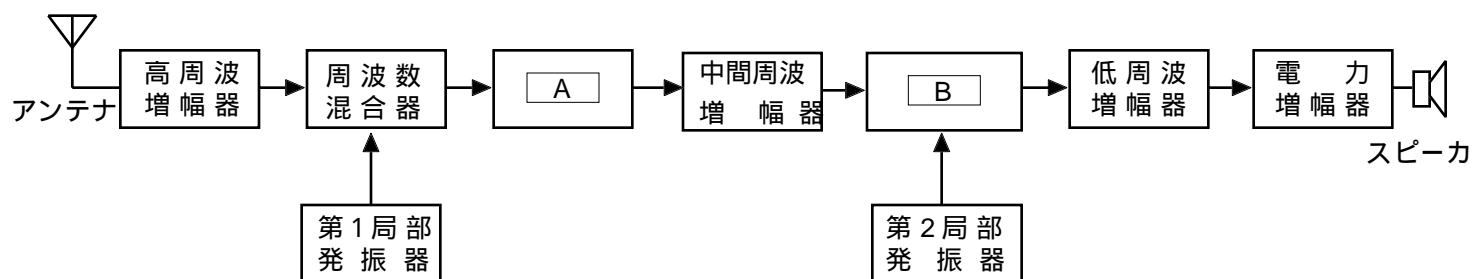 アンテナ
高周波
増幅器
周波数
混合器
A
中間周波
増幅器
B
低周波
増幅器
電力
増幅器
スピーカ
第1局部
発振器
第2局部
発振器